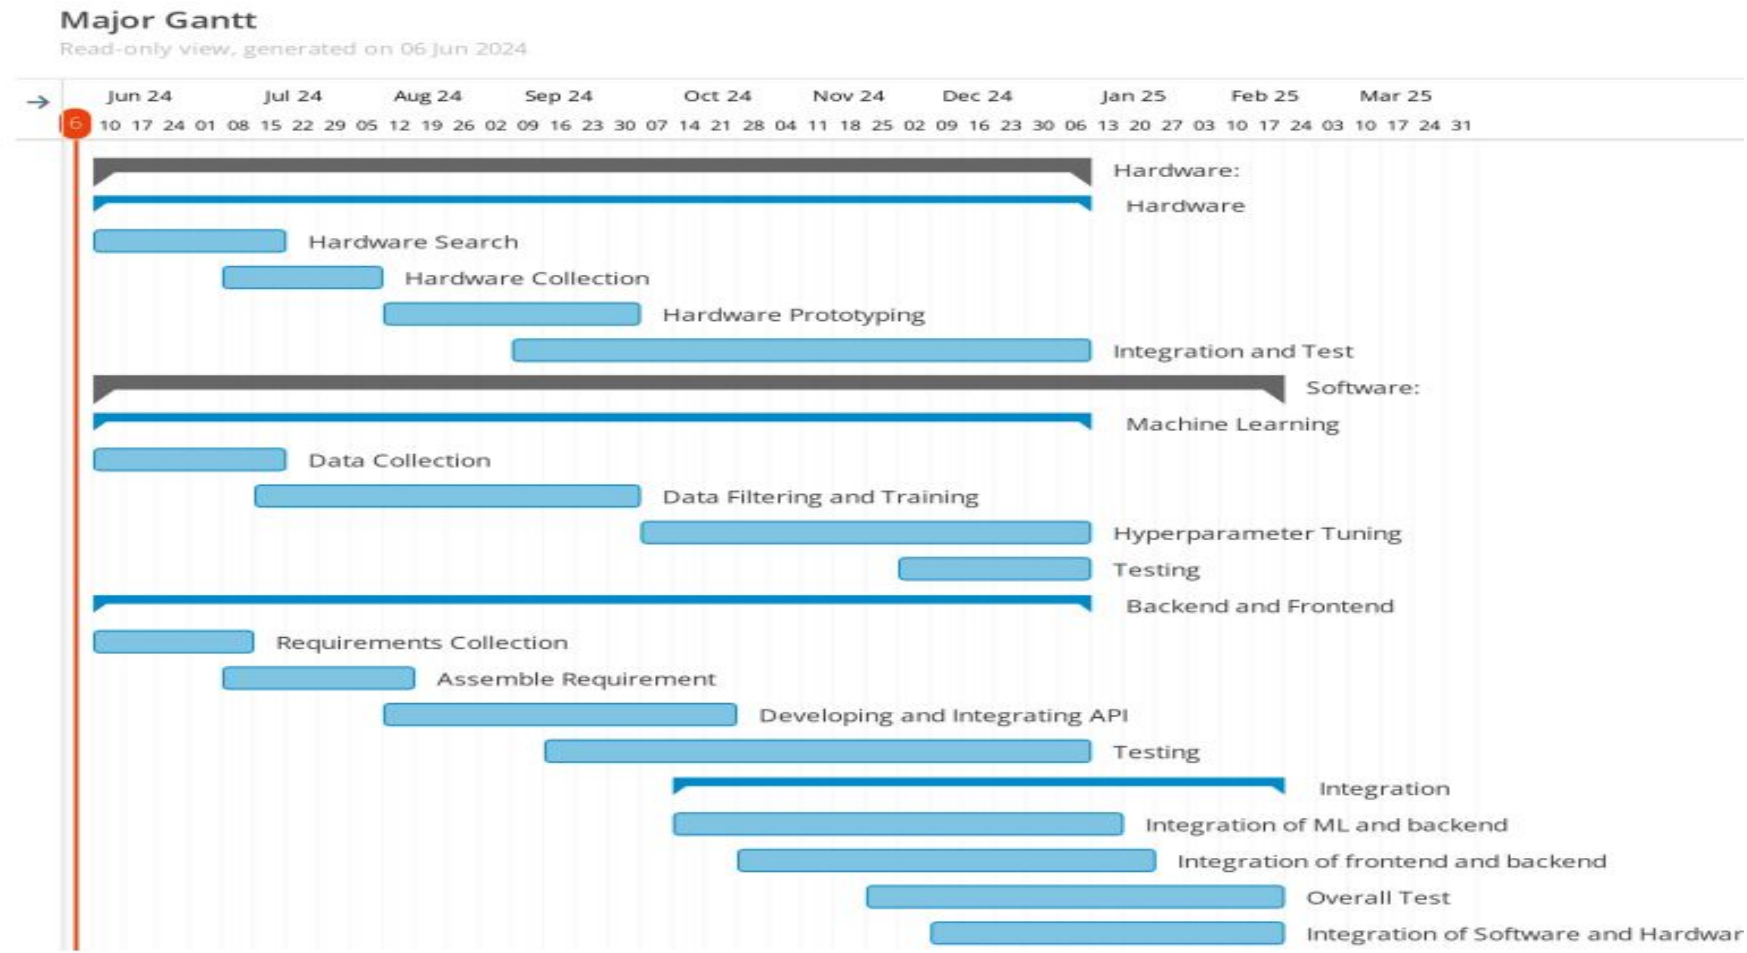 Major Gantt
Read-only view, generated on 06 Jun 2024
Jun 24 Jul 24 Aug 24 Sep 24 Oct 24 Nov 24 Dec 24 Jan 25 Feb 25 Mar 25
6 10 17 24 01 08 15 22 29 05 12 19 26 02 09 16 23 30 07 14 21 28 04 11 18 25 02 09 16 23 30 06 13 20 27 03 10 17 24 03 10 17 24 31
Hardware:
Hardware
Hardware Search
Hardware Collection
Hardware Prototyping
Integration and Test
Software:
Machine Learning
Data Collection
Data Filtering and Training
Hyperparameter Tuning
Testing
Backend and Frontend
Requirements Collection
Assemble Requirement
Developing and Integrating API
Testing
Integration
Integration of ML and backend
Integration of frontend and backend
Overall Test
Integration of Software and Hardwar